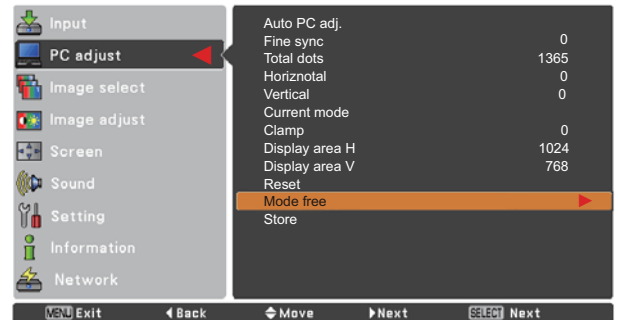 Input
PC adjust
Image select
Image adjust
Screen
Sound
Setting
Information
Network
Auto PC adj.
Fine sync 0
Total dots 1365
Horiznotal 0
Vertical 0
Current mode
Clamp 0
Display area H 1024
Display area V 768
Reset
Mode free
Store
MENU Exit Back Move Next SELECT Next